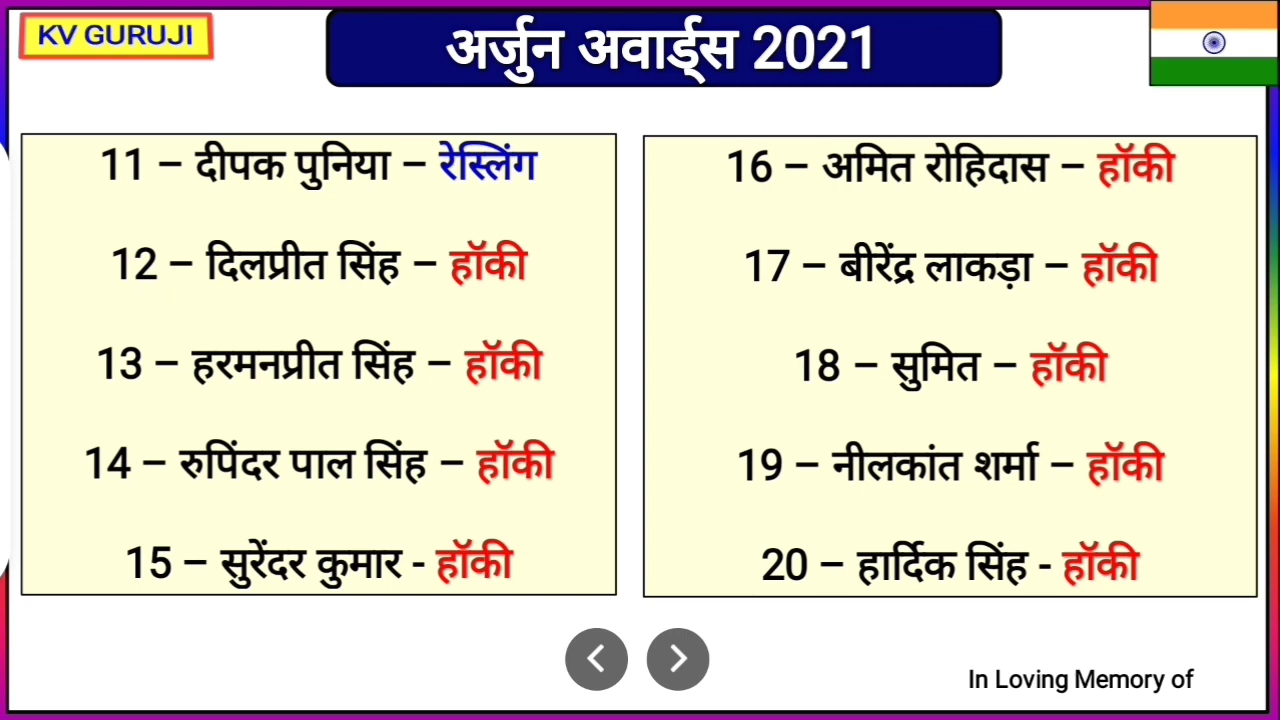 KV GURUJI
अर्जुन अवार्ड्स 2021
11 – दीपक पुनिया – रेस्लिंग
12 – दिलप्रीत सिंह – हॉकी
13 – हरमनप्रीत सिंह – हॉकी
14 – रुपिंदर पाल सिंह – हॉकी
15 – सुरेंदर कुमार - हॉकी
16 – अमित रोहिदास – हॉकी
17 – बीरेंद्र लाकड़ा – हॉकी
18 – सुमित – हॉकी
19 – नीलकांत शर्मा – हॉकी
20 – हार्दिक सिंह - हॉकी
In Loving Memory of